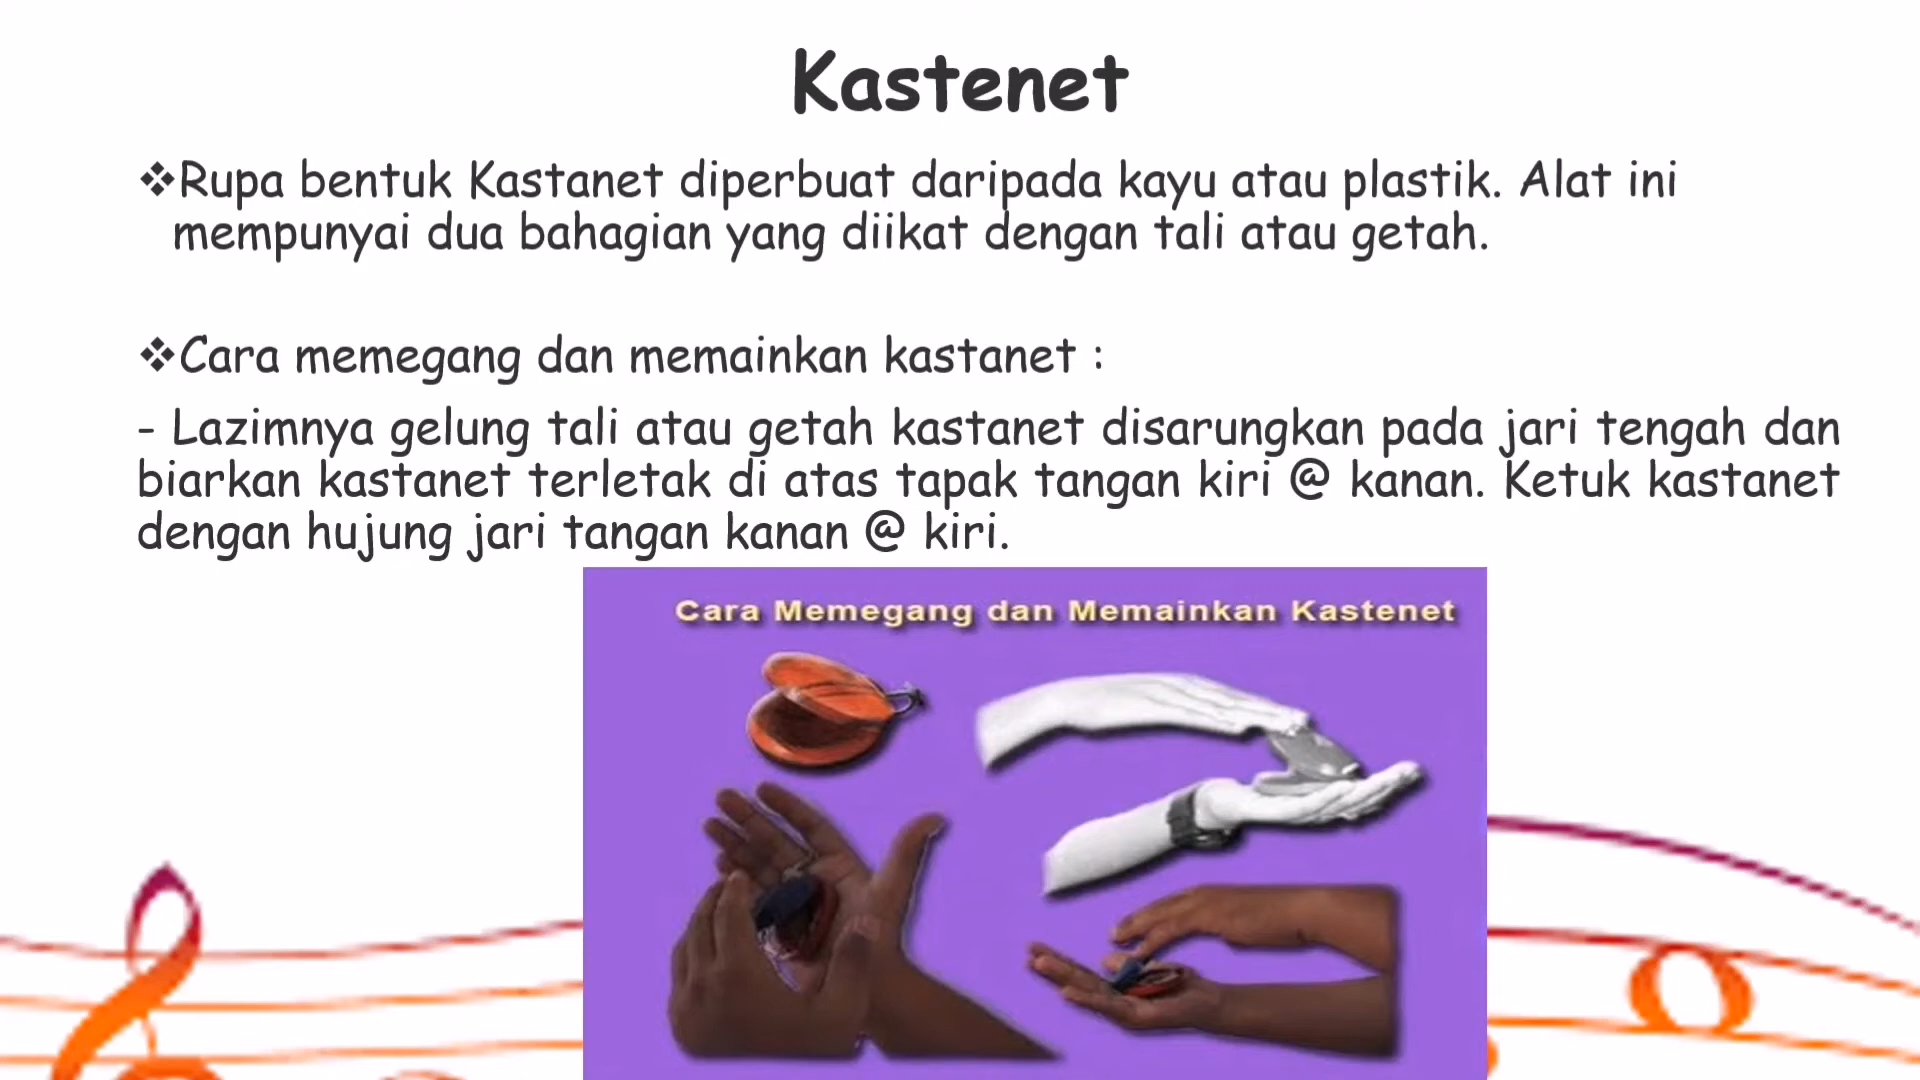 Kastenet
❖Rupa bentuk Kastanet diperbuat daripada kayu atau plastik. Alat ini
mempunyai dua bahagian yang diikat dengan tali atau getah.
❖Cara memegang dan memainkan kastanet :
- Lazimnya gelung tali atau getah kastanet disarungkan pada jari tengah dan
biarkan kastanet terletak di atas tapak tangan kiri @ kanan. Ketuk kastanet
dengan hujung jari tangan kanan @ kiri.
Cara Memegang dan Memainkan Kastenet